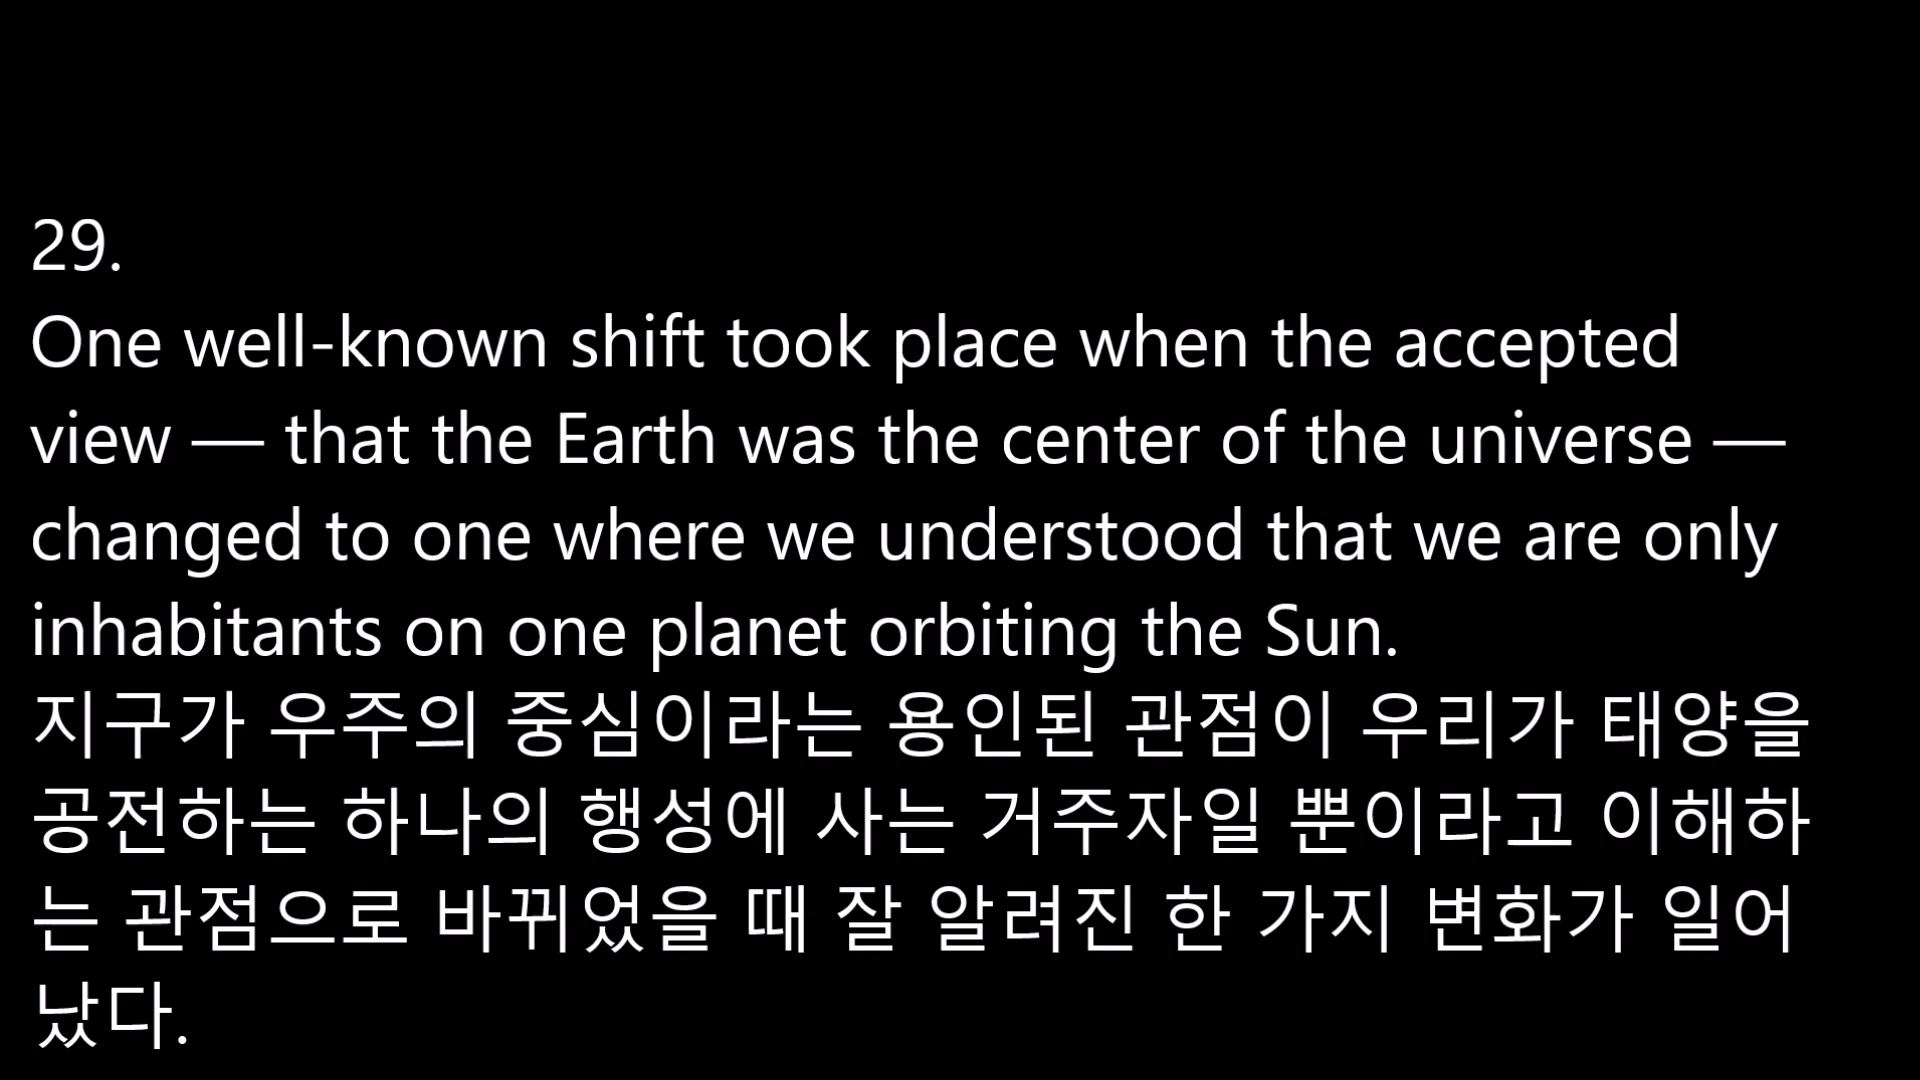 29.
One well-known shift took place when the accepted
view — that the Earth was the center of the universe —
changed to one where we understood that we are only
inhabitants on one planet orbiting the Sun.
지구가 우주의 중심이라는 용인된 관점이 우리가 태양을
공전하는 하나의 행성에 사는 거주자일 뿐이라고 이해하
는 관점으로 바뀌었을 때 잘 알려진 한 가지 변화가 일어
났다.